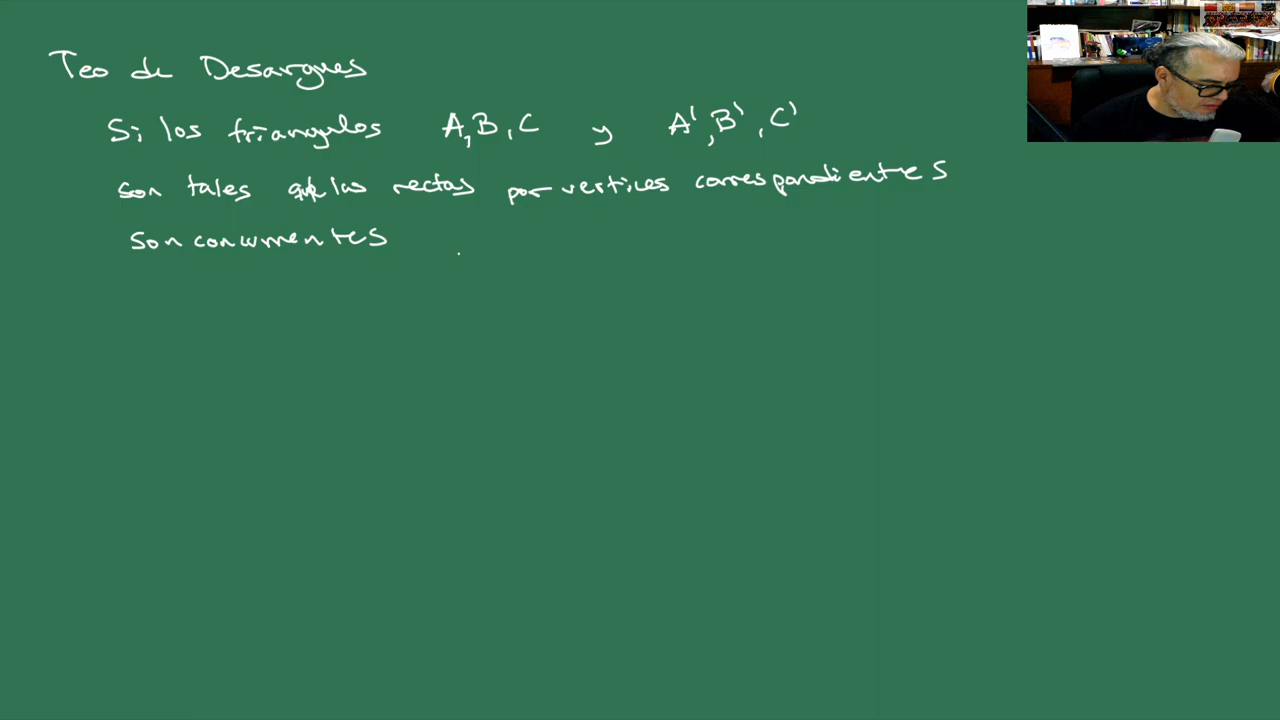 Teo de Desargues
Si los triangulos A, B, C y A', B', C'
son tales que las rectas por vertices correspondientes
son concurrentes